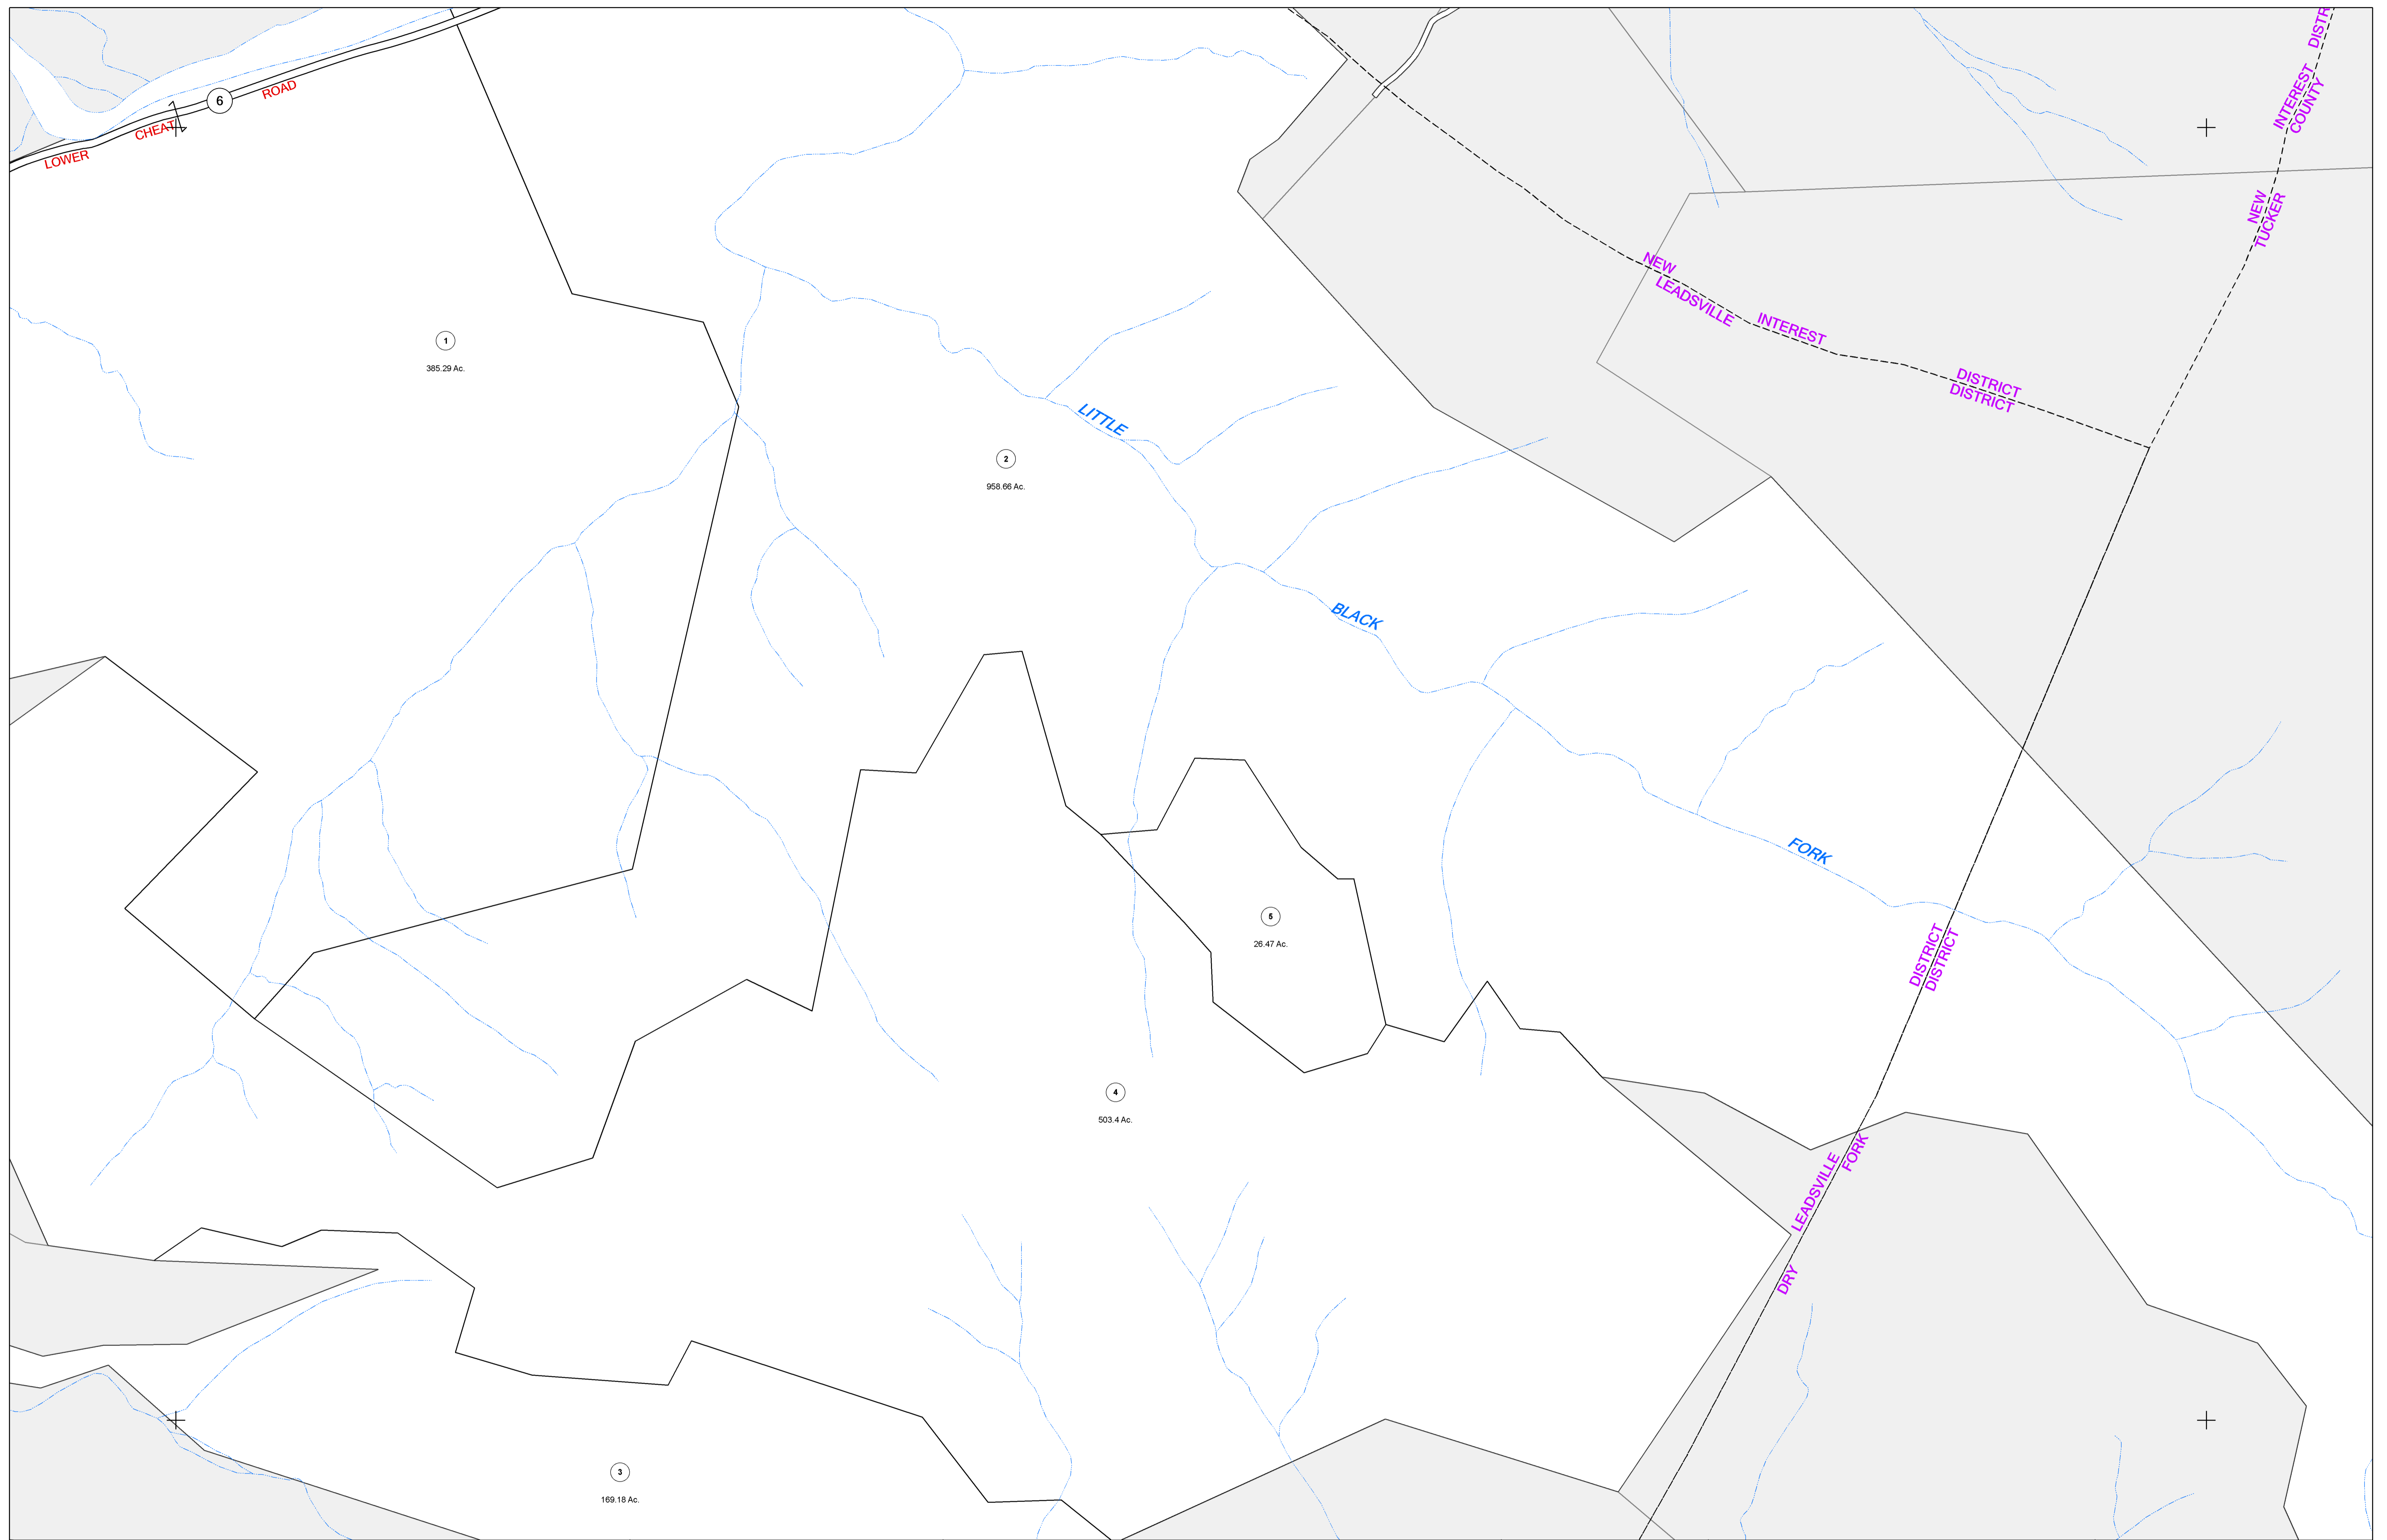 6
LOWER CHEAT ROAD
INTEREST DISTR
COUNTY
NEW
TUCKER
NEW INTEREST DISTRICT
LEADSVILLE DISTRICT
1
385.29 Ac.
LITTLE
2
958.66 Ac.
BLACK
FORK
5
26.47 Ac.
DISTRICT
DISTRICT
4
503.4 Ac.
LEADSVILLE
FORK
DRY
3
169.18 Ac.